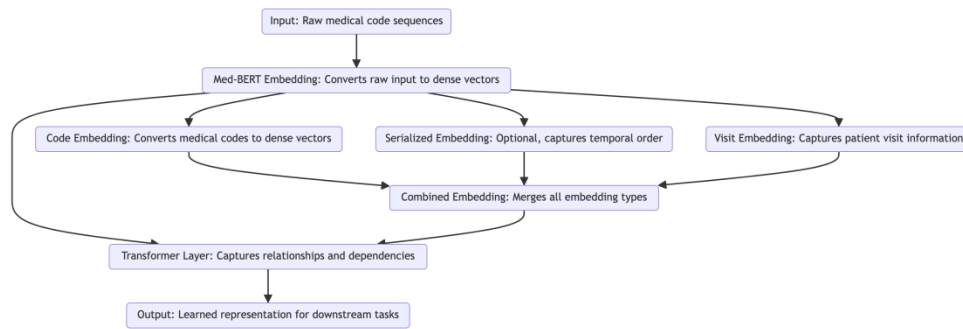 Input: Raw medical code sequences
Med-BERT Embedding: Converts raw input to dense vectors
Code Embedding: Converts medical codes to dense vectors
Serialized Embedding: Optional, captures temporal order
Visit Embedding: Captures patient visit information
Combined Embedding: Merges all embedding types
Transformer Layer: Captures relationships and dependencies
Output: Learned representation for downstream tasks